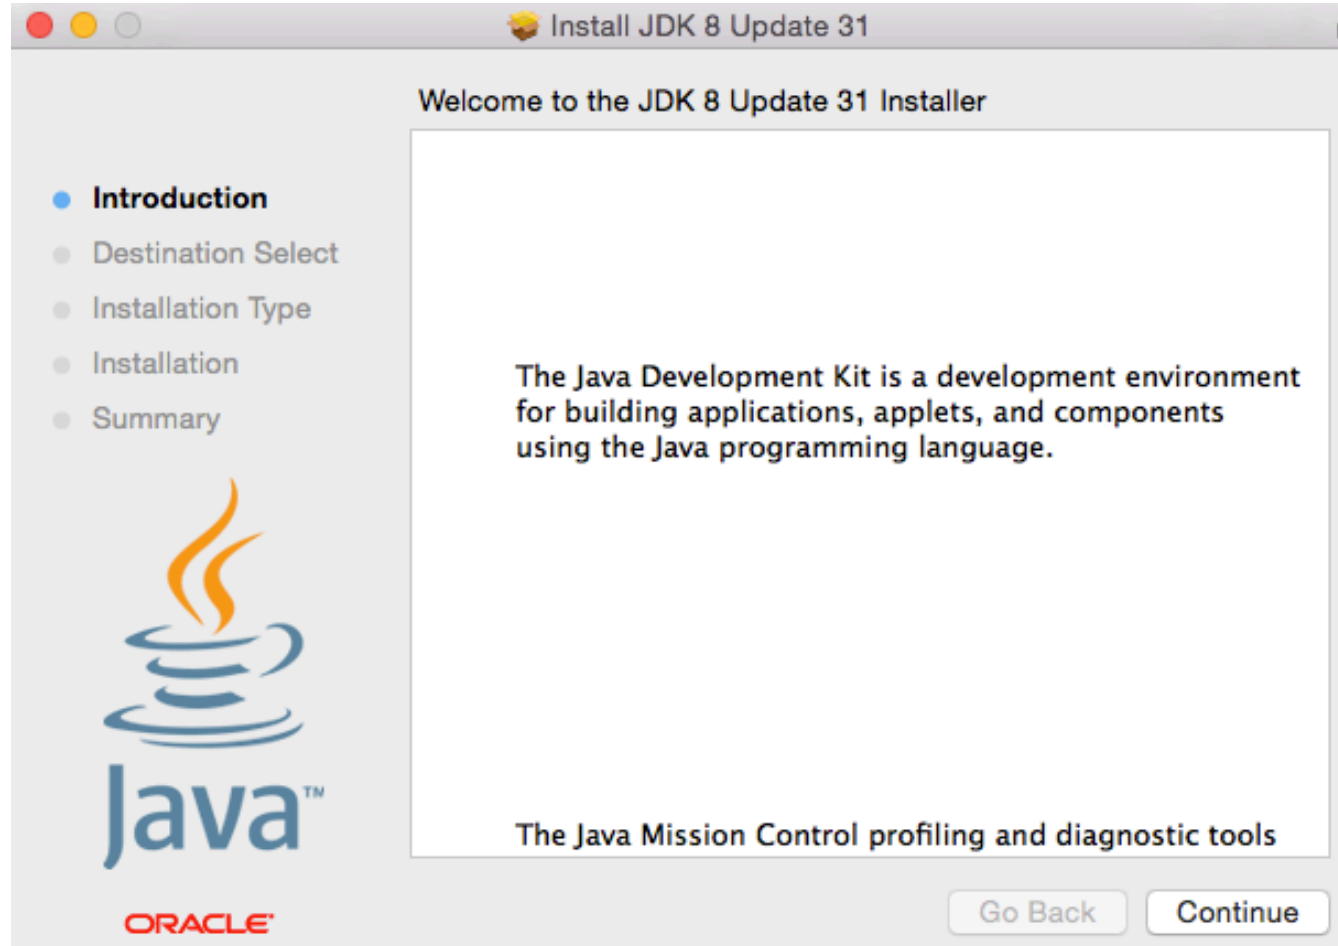 Install JDK 8 Update 31
Welcome to the JDK 8 Update 31 Installer
Introduction
Destination Select
Installation Type
Installation
Summary
The Java Development Kit is a development environment
for building applications, applets, and components
using the Java programming language.
The Java Mission Control profiling and diagnostic tools
Java™
ORACLE®
Go Back
Continue